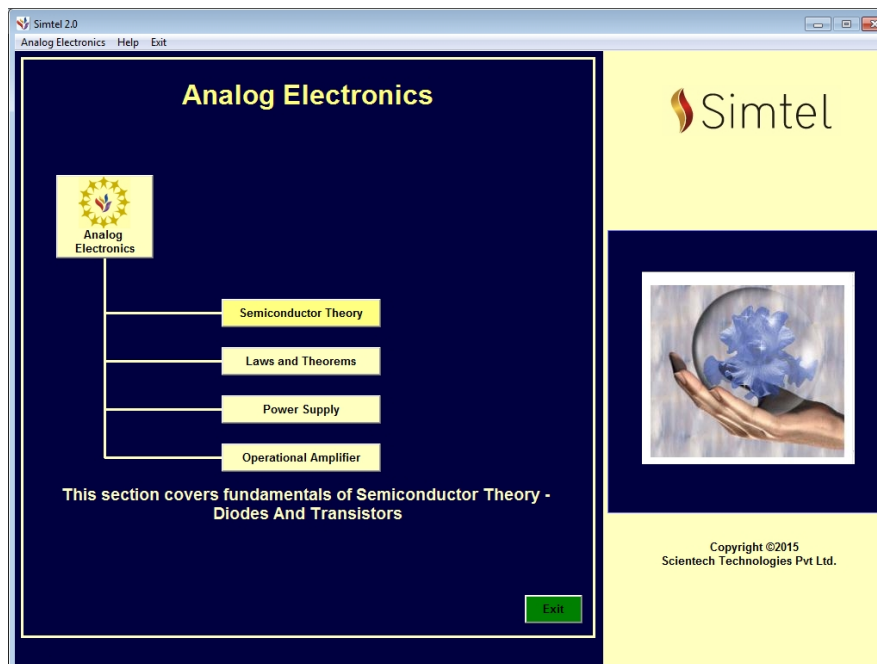 Simtel 2.0
Analog Electronics Help Exit
Analog Electronics
Simtel
Analog
Electronics
Semiconductor Theory
Laws and Theorems
Power Supply
Operational Amplifier
This section covers fundamentals of Semiconductor Theory -
Diodes And Transistors
Copyright ©2015
Scientech Technologies Pvt Ltd.
Exit